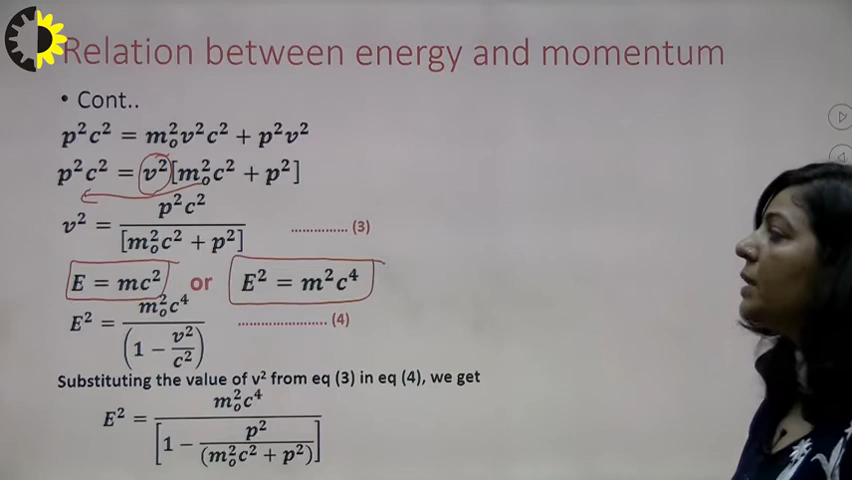 Relation between energy and momentum
• Cont..
p²c² = m₀²v²c² + p²v²
p²c² = v²[m₀²c² + p²]
v² = p²c² / [m₀²c² + p²] ............... (3)
E = mc² or E² = m²c⁴
E² = m₀²c⁴ / (1 − v²/c²) ........................ (4)
Substituting the value of v² from eq (3) in eq (4), we get
E² = m₀²c⁴ / [1 − p² / (m₀²c² + p²)]